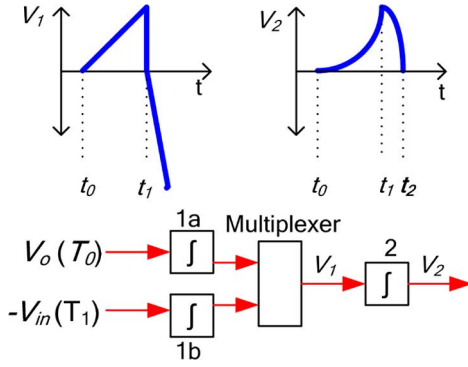 V₁
t
t₀
t₁
V₂
t
t₀
t₁
t₂
1a
Multiplexer
2
Vₒ(T₀)
∫
V₁
∫
V₂
-Vᵢₙ(T₁)
∫
1b